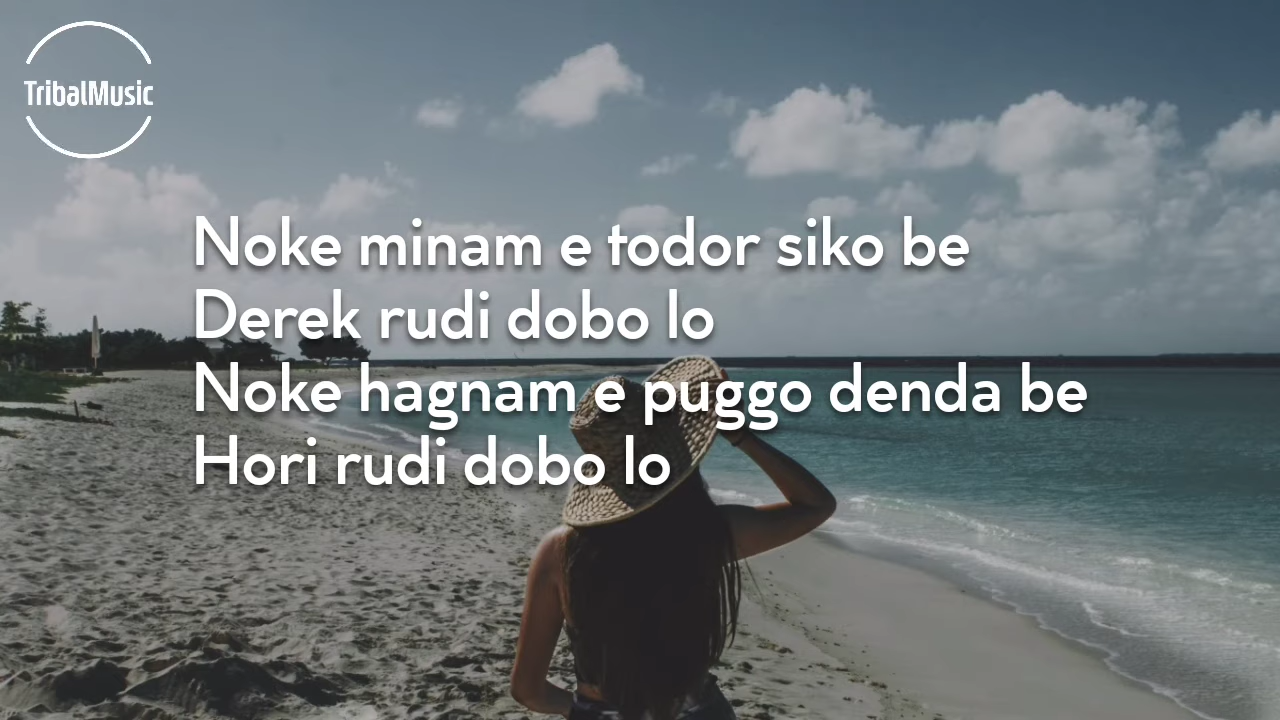 TribalMusic
Noke minam e todor siko be
Derek rudi dobo lo
Noke hagnam e puggo denda be
Hori rudi dobo lo